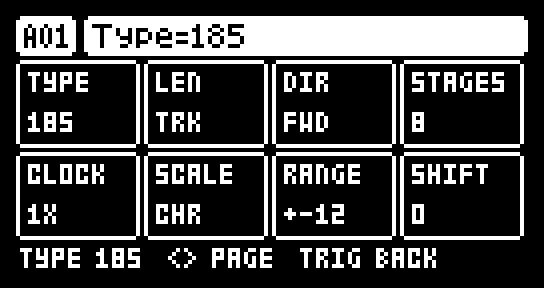 A01 Type=185
TYPE LEN DIR STAGES
185 TRK FWD 8
CLOCK SCALE RANGE SHIFT
1X CHR +-12 0
TYPE 185 <> PAGE TRIG BACK